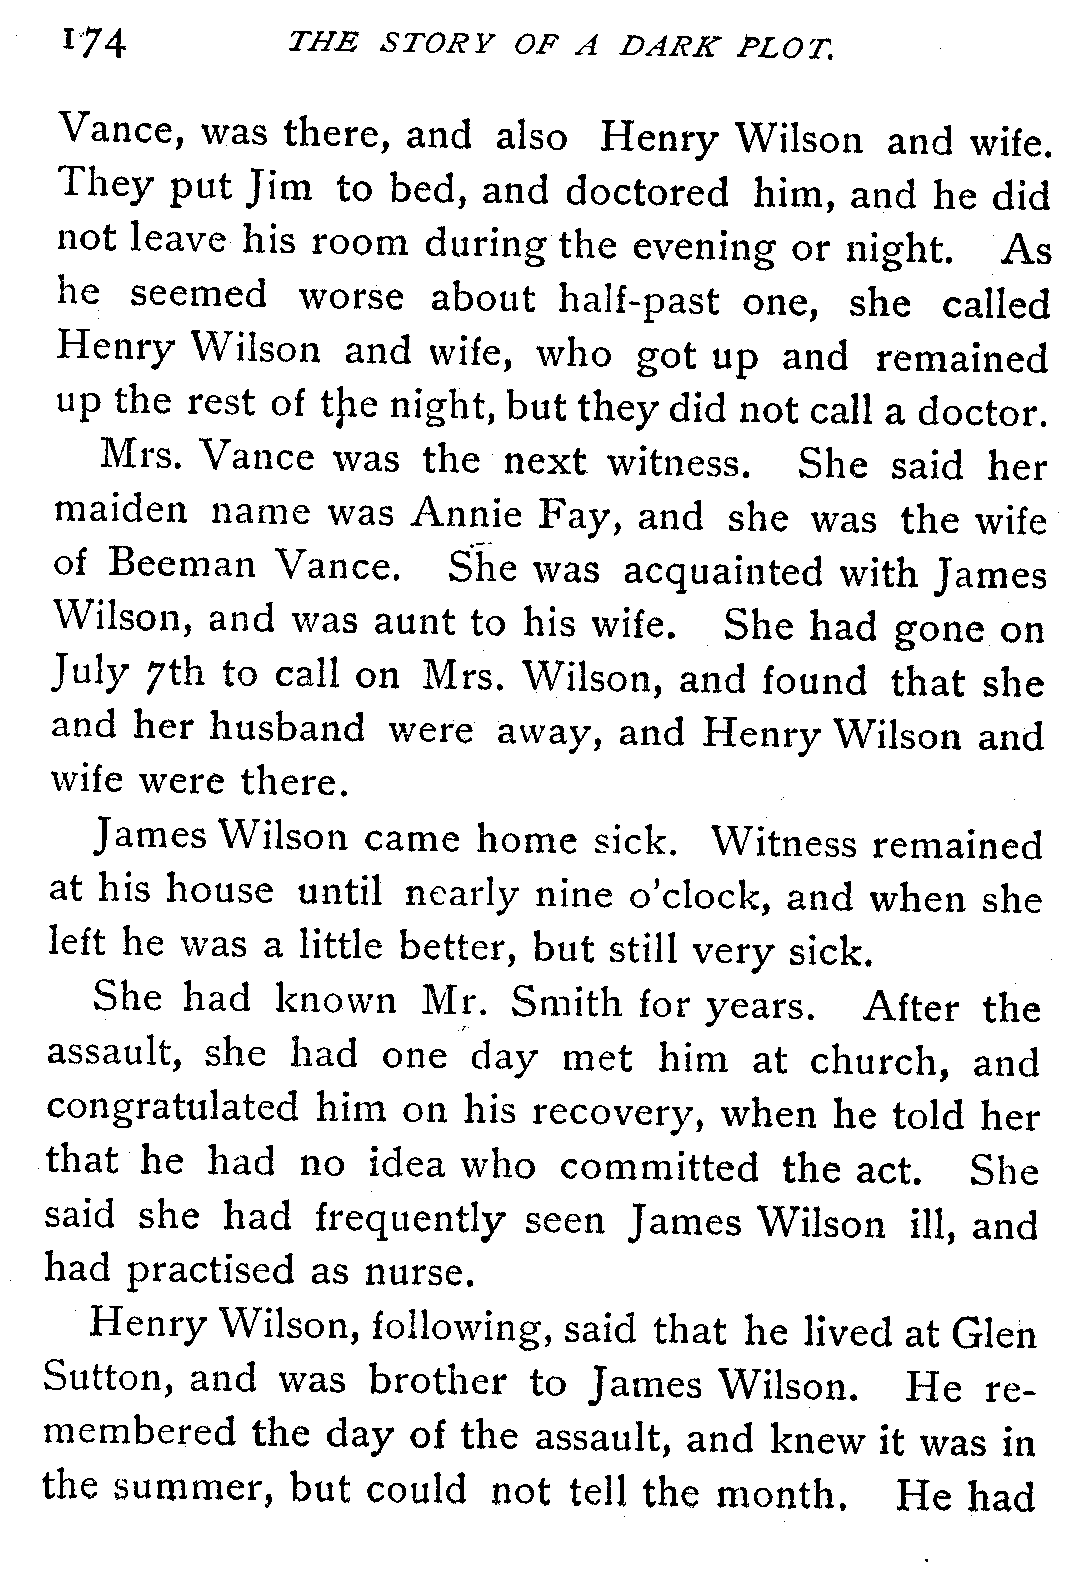 174 THE STORY OF A DARK PLOT.
Vance, was there, and also Henry Wilson and wife.
They put Jim to bed, and doctored him, and he did
not leave his room during the evening or night. As
he seemed worse about half-past one, she called
Henry Wilson and wife, who got up and remained
up the rest of the night, but they did not call a doctor.
Mrs. Vance was the next witness. She said her
maiden name was Annie Fay, and she was the wife
of Beeman Vance. She was acquainted with James
Wilson, and was aunt to his wife. She had gone on
July 7th to call on Mrs. Wilson, and found that she
and her husband were away, and Henry Wilson and
wife were there.
James Wilson came home sick. Witness remained
at his house until nearly nine o'clock, and when she
left he was a little better, but still very sick.
She had known Mr. Smith for years. After the
assault, she had one day met him at church, and
congratulated him on his recovery, when he told her
that he had no idea who committed the act. She
said she had frequently seen James Wilson ill, and
had practised as nurse.
Henry Wilson, following, said that he lived at Glen
Sutton, and was brother to James Wilson. He re-
membered the day of the assault, and knew it was in
the summer, but could not tell the month. He had